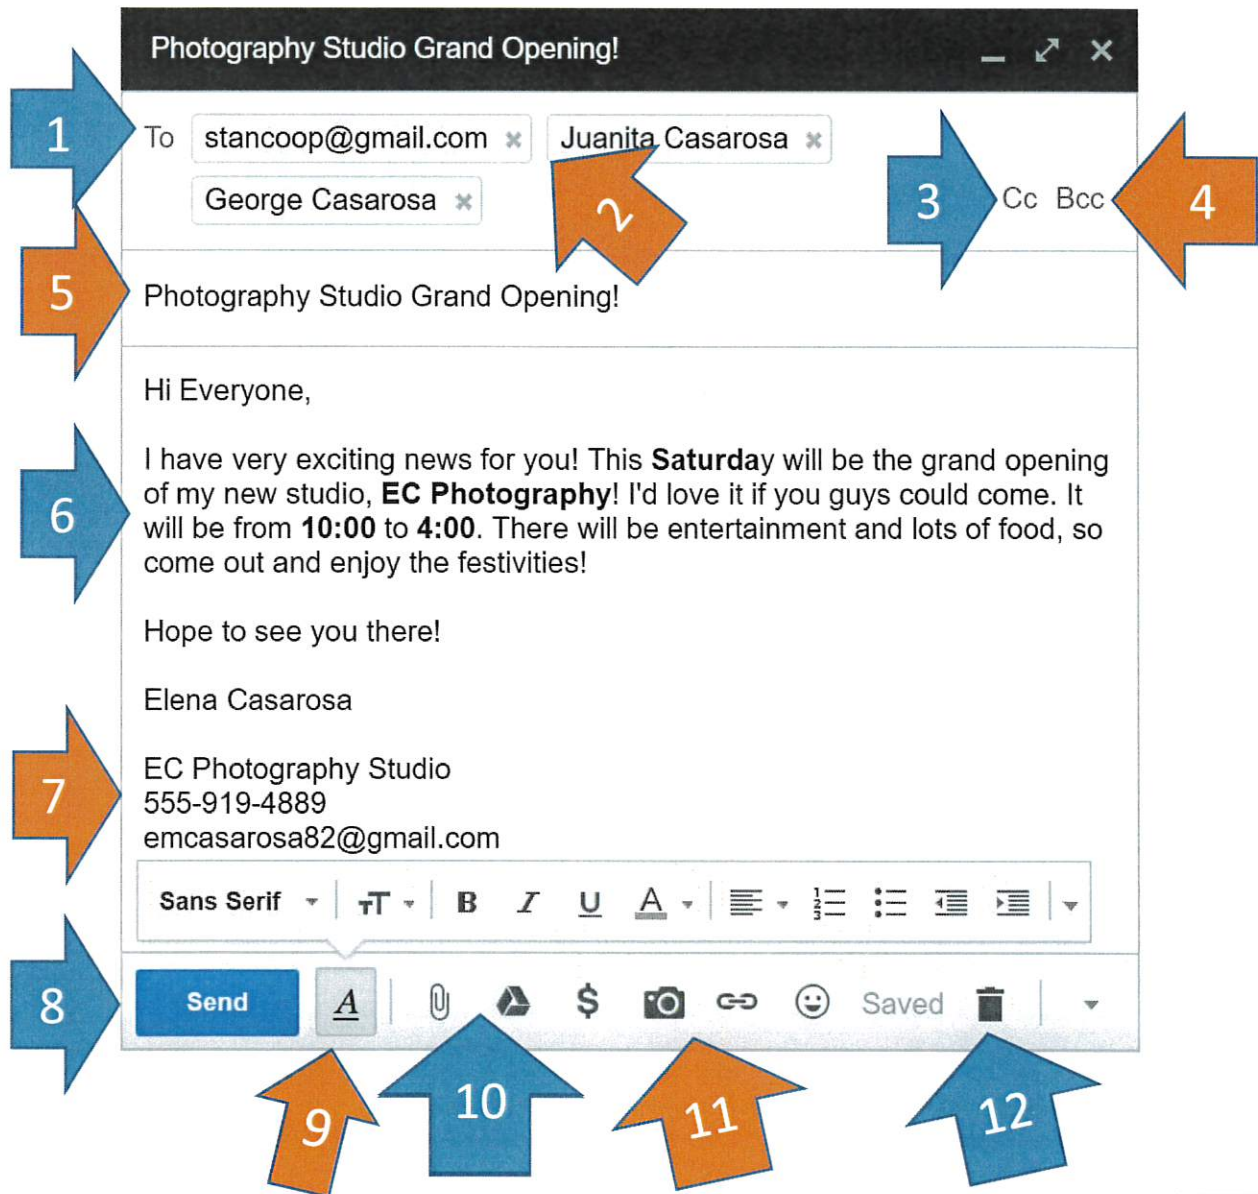 Photography Studio Grand Opening!
1 To stancoop@gmail.com Juanita Casarosa
George Casarosa 2 3 Cc Bcc 4
5 Photography Studio Grand Opening!
Hi Everyone,
I have very exciting news for you! This Saturday will be the grand opening
of my new studio, EC Photography! I'd love it if you guys could come. It
6 will be from 10:00 to 4:00. There will be entertainment and lots of food, so
come out and enjoy the festivities!
Hope to see you there!
Elena Casarosa
EC Photography Studio
7 555-919-4889
emcasarosa82@gmail.com
Sans Serif TT B I U A 1 2 3
8 Send A $ Saved
9 10 11 12